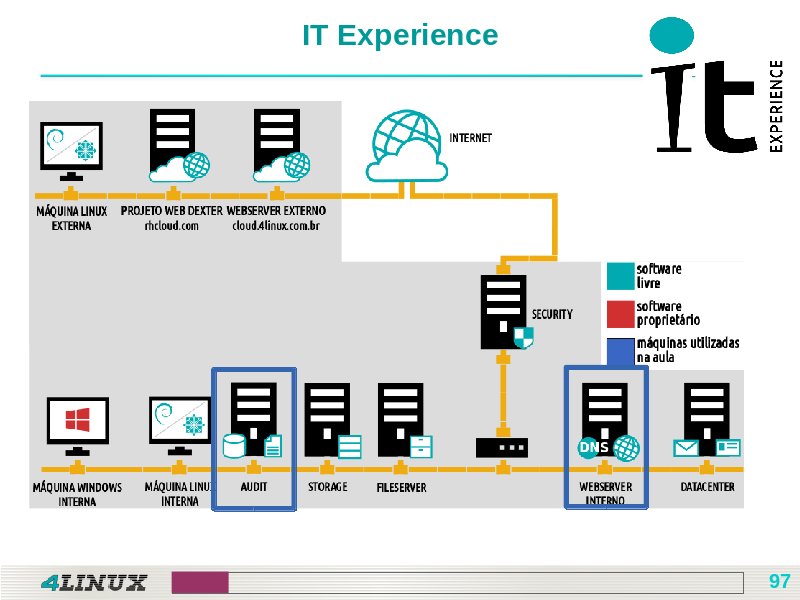 IT Experience
it
EXPERIENCE
INTERNET
MÁQUINA LINUX
EXTERNA
PROJETO WEB DEXTER
rhcloud.com
WEBSERVER EXTERNO
cloud.4linux.com.br
software
livre
software
proprietário
máquinas utilizadas
na aula
SECURITY
DNS
MÁQUINA WINDOWS
INTERNA
MÁQUINA LINUX
INTERNA
AUDIT
STORAGE
FILESERVER
WEBSERVER
INTERNO
DATACENTER
4LINUX
97